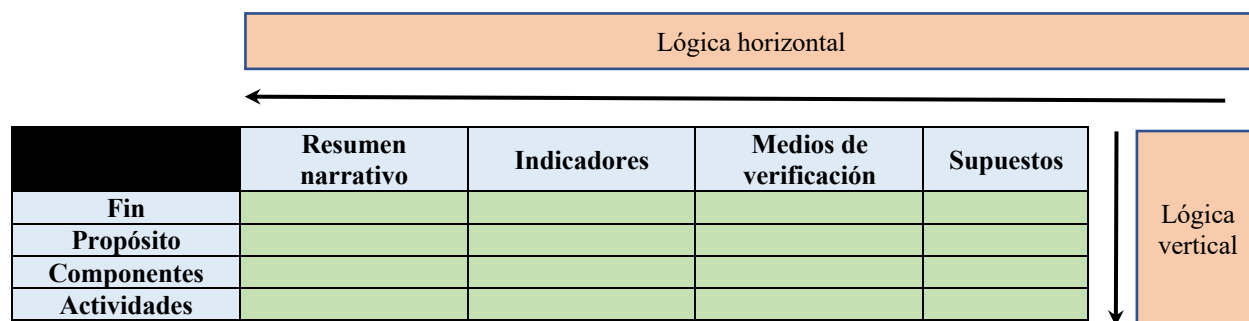 Lógica horizontal
Resumen
narrativo
Indicadores
Medios de
verificación
Supuestos
Fin
Propósito
Componentes
Actividades
Lógica
vertical